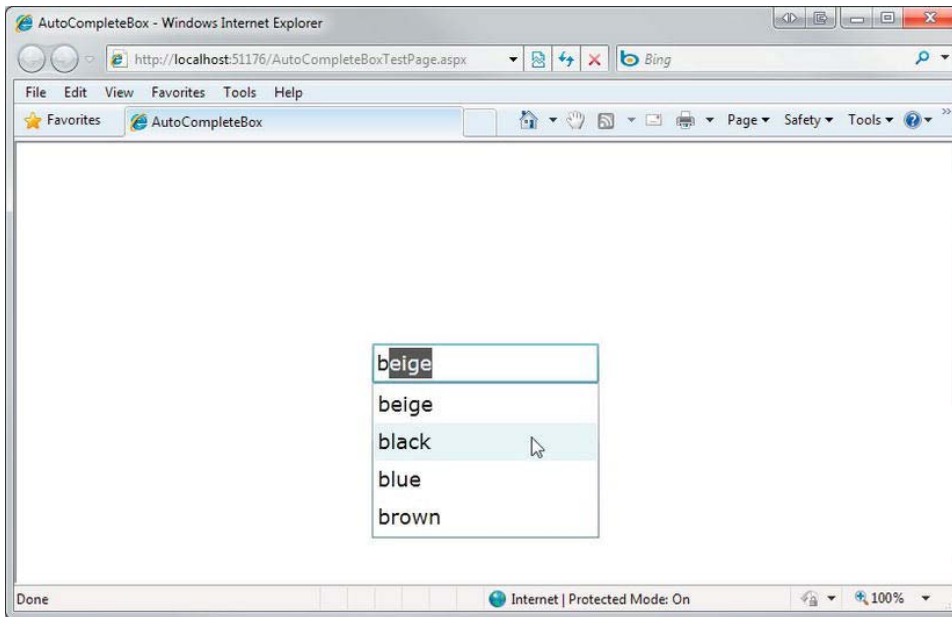 AutoCompleteBox - Windows Internet Explorer
http://localhost:51176/AutoCompleteBoxTestPage.aspx
Bing
File Edit View Favorites Tools Help
Favorites AutoCompleteBox Page Safety Tools
beige
beige
black
blue
brown
Done Internet | Protected Mode: On 100%